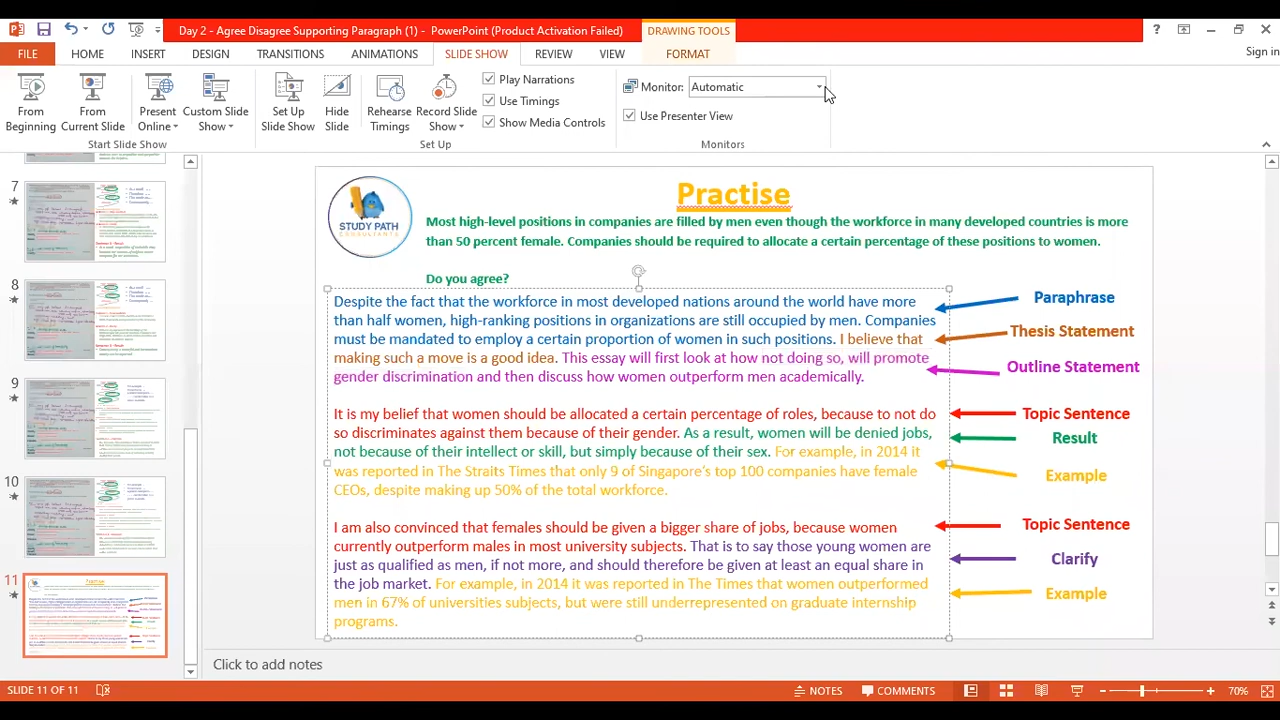 Day 2 - Agree Disagree Supporting Paragraph (1) - PowerPoint (Product Activation Failed)
DRAWING TOOLS
?
Sign in
FILE HOME INSERT DESIGN TRANSITIONS ANIMATIONS SLIDE SHOW REVIEW VIEW FORMAT
From Beginning
From Current Slide
Present Online
Custom Slide Show
Set Up Slide Show
Hide Slide
Rehearse Timings
Record Slide Show
Play Narrations
Use Timings
Show Media Controls
Monitor: Automatic
Use Presenter View
Start Slide Show
Set Up
Monitors
7
8
9
10
11
STUDY PATH
CONSULTANTS
Practise
Most high-level positions in companies are filled by men even though the workforce in many developed countries is more
than 50 percent female. Companies should be required to allocate a certain percentage of these positions to women.
Do you agree?
Despite the fact that the workforce in most developed nations around the world have more
than half women, high-ranking positions in organizations are still occupied by men. Companies
must be mandated to employ a certain proportion of women in such positions. I believe that
making such a move is a good idea. This essay will first look at how not doing so, will promote
gender discrimination and then discuss how women outperform men academically.
It is my belief that women should be allocated a certain percentage of roles, because to not do
so discriminates against them because of their gender. As a result, women will be denied jobs,
not because of their intellect or skill, but simply because of their sex. For example, in 2014 it
was reported in The Straits Times that only 9 of Singapore's top 100 companies have female
CEOs, despite making up of the total workforce.
I am also convinced that females should be given a bigger share of jobs, because women
currently outperform males in most university subjects. That is to say those young women are
just as qualified as men, if not more, and should therefore be given at least an equal share in
the job market. For example, 2014 it was reported in The Times that women outperformed
of university subjects but were still underrepresented in graduate internship
programs.
Paraphrase
Thesis Statement
Outline Statement
Topic Sentence
Result
Example
Topic Sentence
Clarify
Example
Click to add notes
SLIDE 11 OF 11
NOTES
COMMENTS
70%